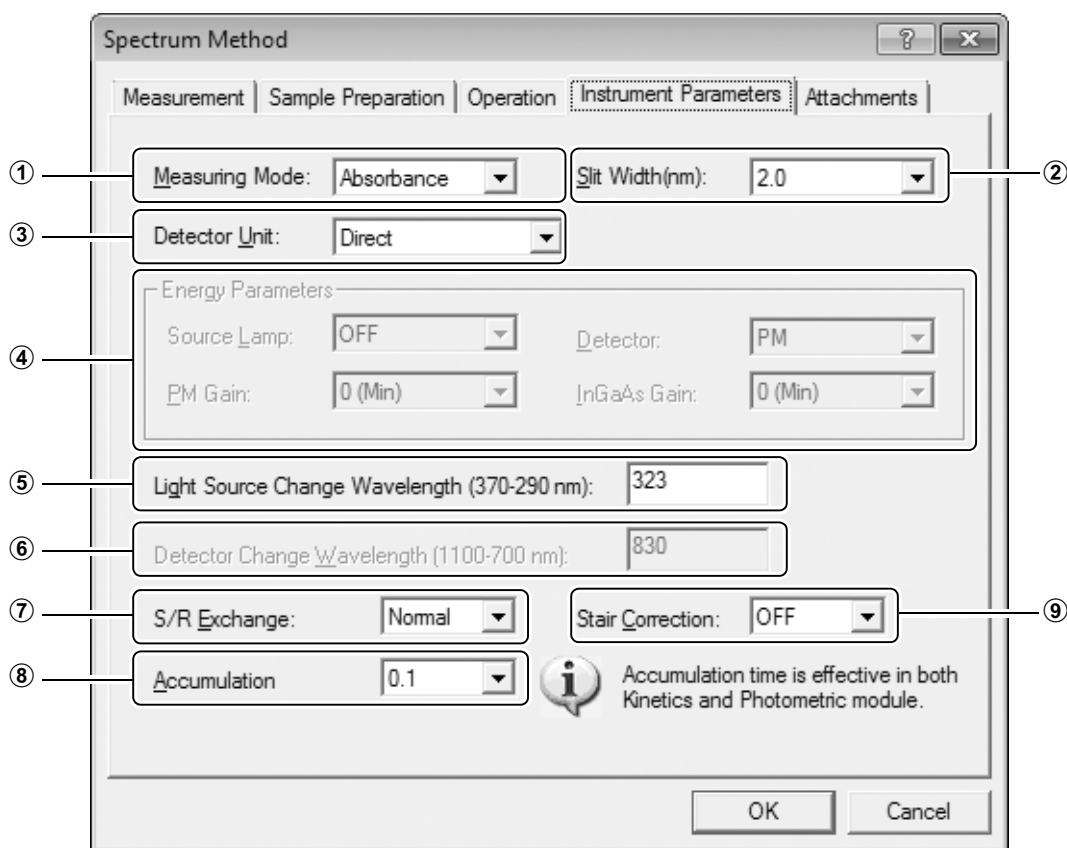 Spectrum Method
Measurement Sample Preparation Operation Instrument Parameters Attachments
① Measuring Mode: Absorbance Slit Width(nm): 2.0 ②
③ Detector Unit: Direct
Energy Parameters
④
Source Lamp: OFF Detector: PM
PM Gain: 0 (Min) InGaAs Gain: 0 (Min)
⑤ Light Source Change Wavelength (370-290 nm): 323
⑥ Detector Change Wavelength (1100-700 nm): 830
⑦ S/R Exchange: Normal Stair Correction: OFF ⑨
⑧ Accumulation 0.1 Accumulation time is effective in both
Kinetics and Photometric module.
OK Cancel